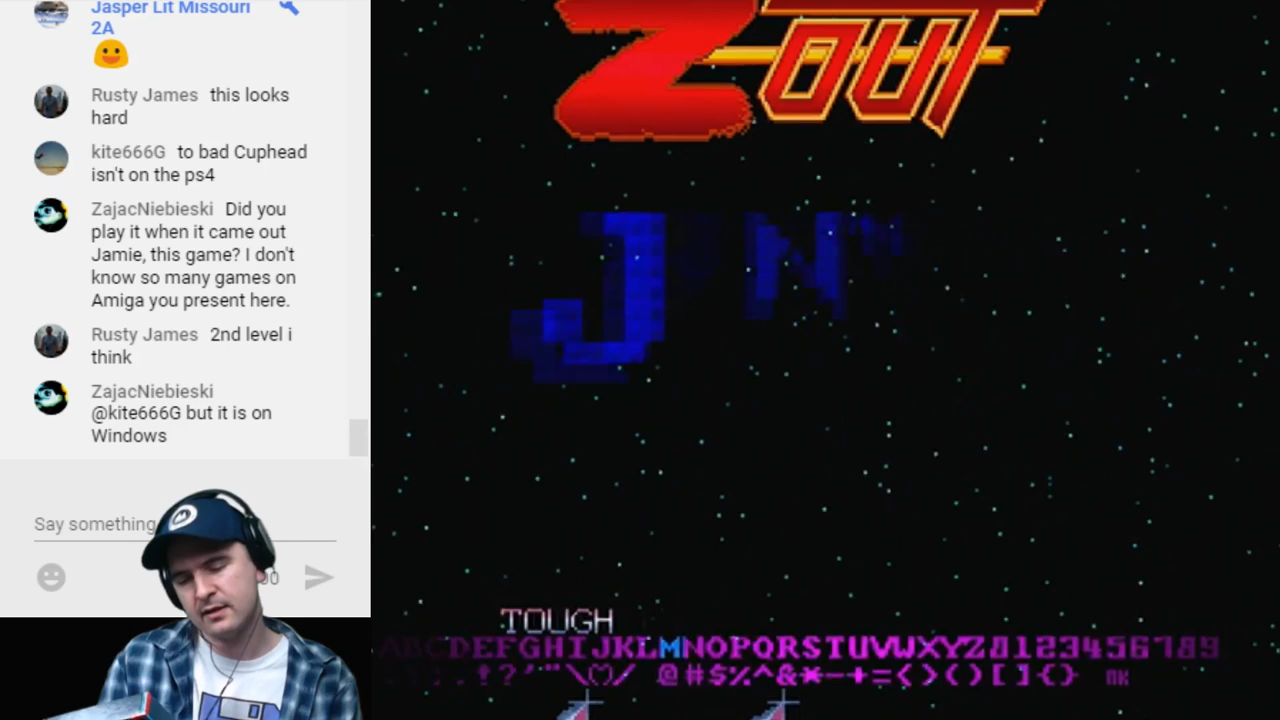 Jasper Lit Missouri
2A
Rusty James this looks
hard
kite666G to bad Cuphead
isn't on the ps4
ZajacNiebieski Did you
play it when it came out
Jamie, this game? I don't
know so many games on
Amiga you present here.
Rusty James 2nd level i
think
ZajacNiebieski
@kite666G but it is on
Windows
Say something
Z-OUT
J N
TOUGH
ABCDEFGHIJKLMNOPQRSTUVWXYZ0123456789
!?'"\()/ @#$%^&*-+=<>()[]{}